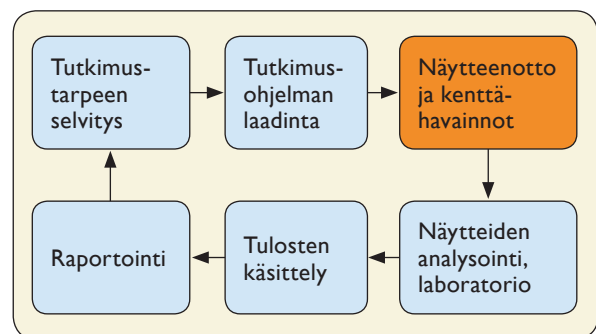 Tutkimus-
tarpeen
selvitys
Tutkimus-
ohjelman
laadinta
Näytteenotto
ja kenttä-
havainnot
Näytteiden
analysointi,
laboratorio
Tulosten
käsittely
Raportointi